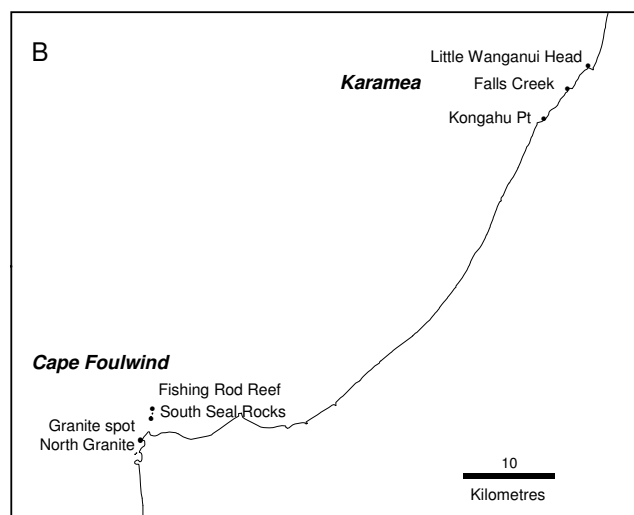 B
Little Wanganui Head
Karamea
Falls Creek
Kongahu Pt
Cape Foulwind
Fishing Rod Reef
South Seal Rocks
Granite spot
North Granite
10
Kilometres